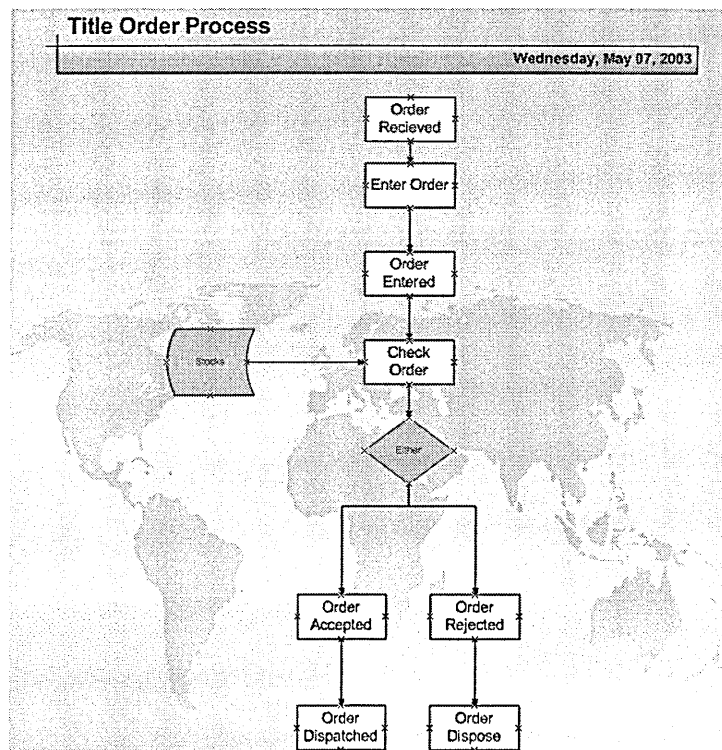 Title Order Process
Wednesday, May 07, 2003
Order
Recieved
Enter Order
Order
Entered
Stocks
Check
Order
Either
Order
Accepted
Order
Rejected
Order
Dispatched
Order
Dispose